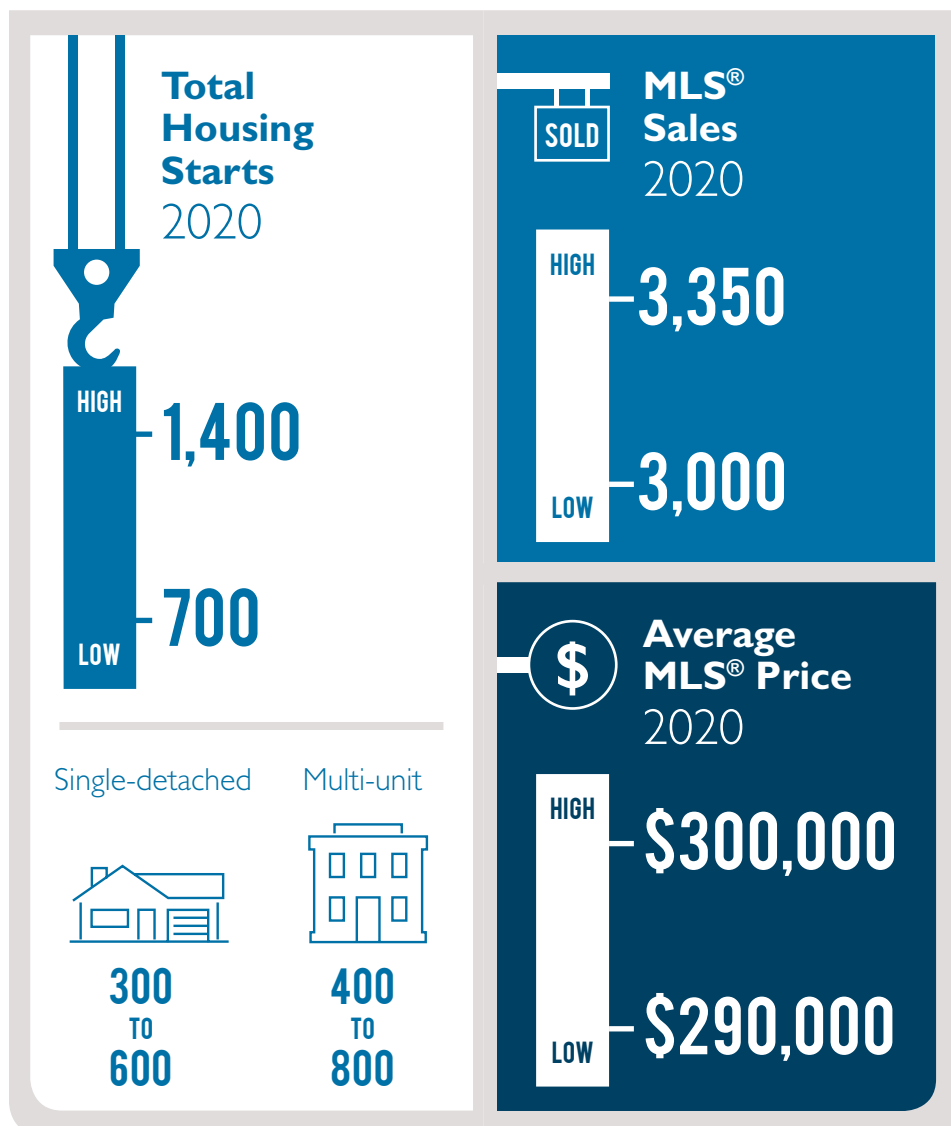 Total
Housing
Starts
2020
HIGH
1,400
700
LOW
Single-detached
300
TO
600
Multi-unit
400
TO
800
SOLD
MLS®
Sales
2020
HIGH
3,350
3,000
LOW
$
Average
MLS® Price
2020
HIGH
$300,000
$290,000
LOW